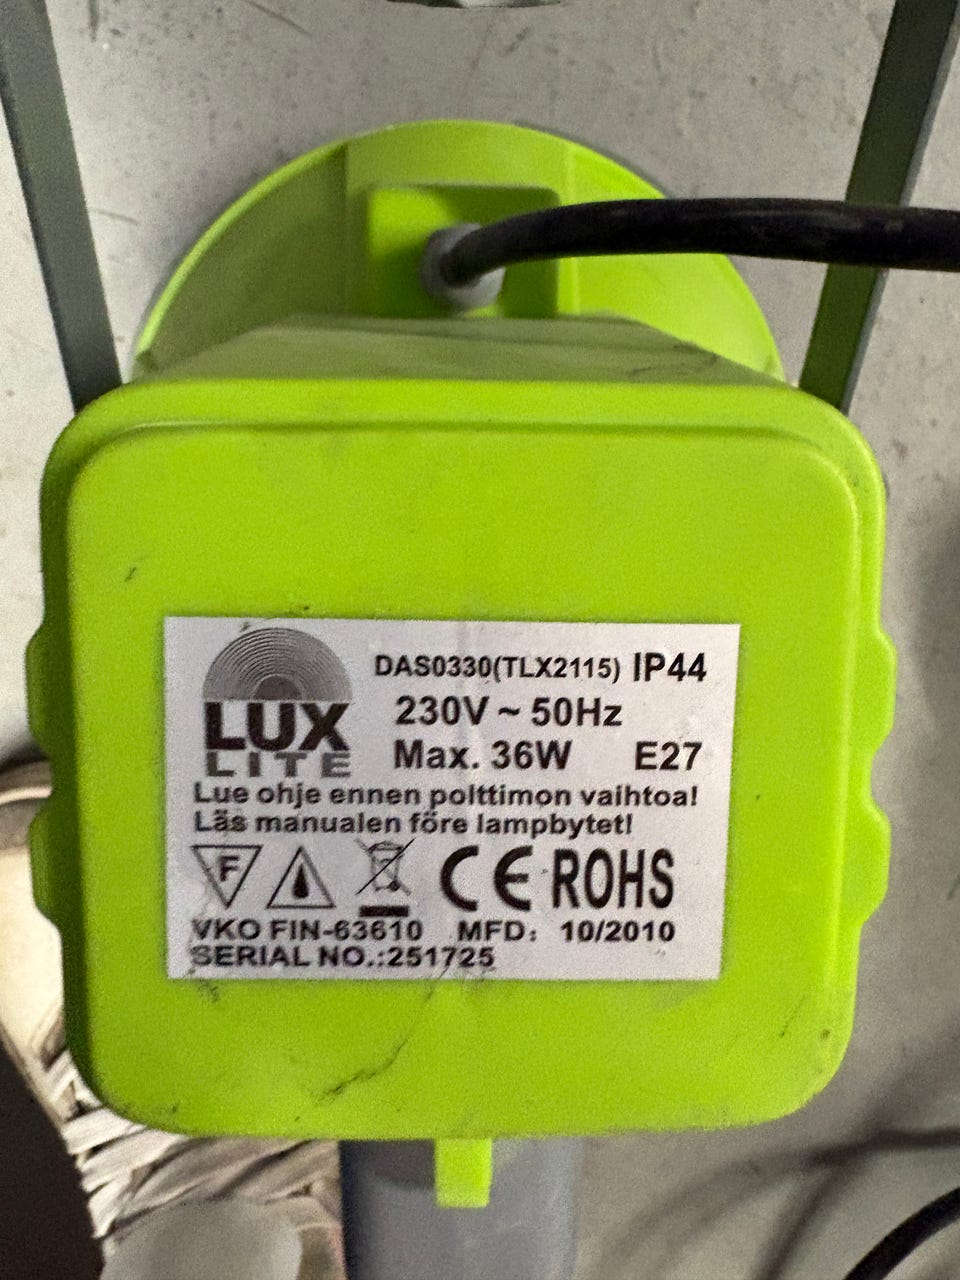 LUX
LITE
DAS0330(TLX2115) IP44
230V ~ 50Hz
Max. 36W E27
Lue ohje ennen polttimon vaihtoa!
Läs manualen före lampbytet!
F CE ROHS
VKO FIN-63610 MFD: 10/2010
SERIAL NO.:251725